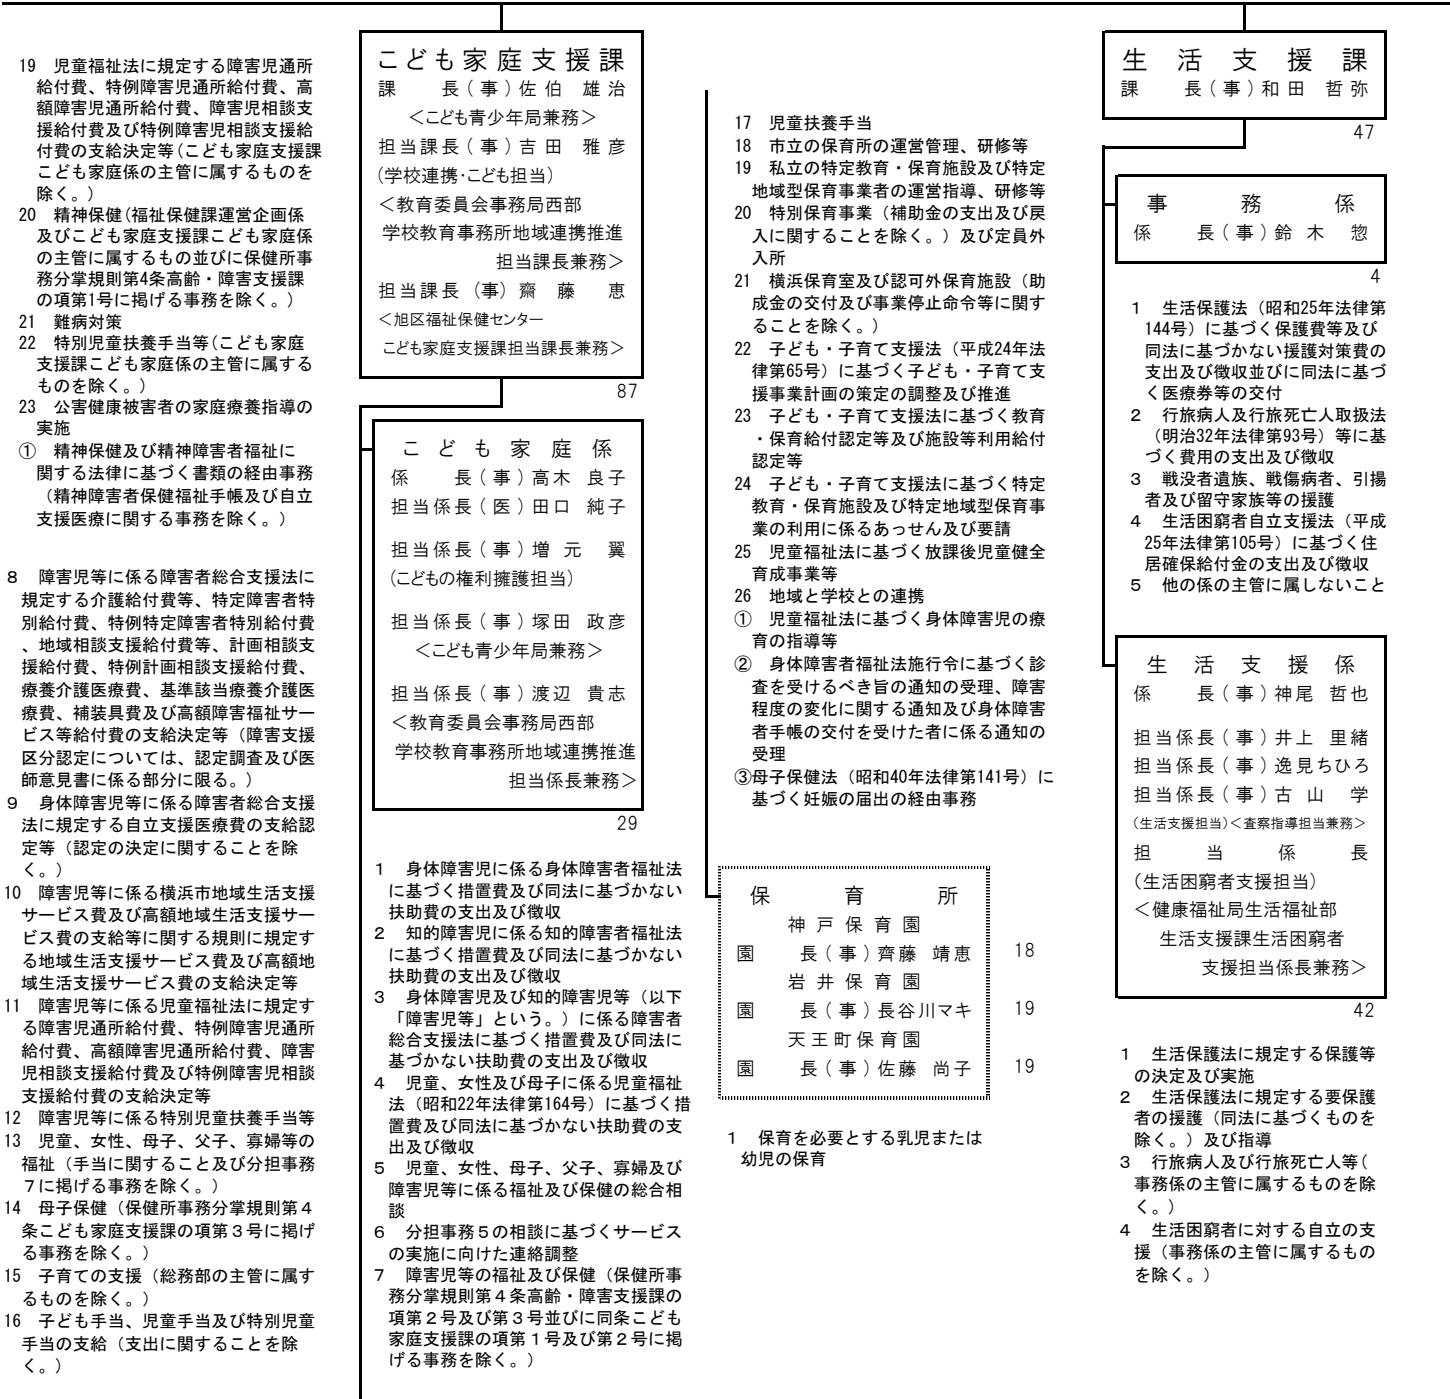 19 児童福祉法に規定する障害児通所
給付費、特例障害児通所給付費、高
額障害児通所給付費、障害児相談支
援給付費及び特例障害児相談支援給
付費の支給決定等(こども家庭支援課
こども家庭係の主管に属するものを
除く。)
20 精神保健(福祉保健課運営企画係
及びこども家庭支援課こども家庭係
の主管に属するもの並びに保健所事
務分掌規則第4条高齢・障害支援課
の項第1号に掲げる事務を除く。)
21 難病対策
22 特別児童扶養手当等(こども家庭
支援課こども家庭係の主管に属する
ものを除く。)
23 公害健康被害者の家庭療養指導の
実施
① 精神保健及び精神障害者福祉に
関する法律に基づく書類の経由事務
(精神障害者保健福祉手帳及び自立
支援医療に関する事務を除く。)
8 障害児等に係る障害者総合支援法に
規定する介護給付費等、特定障害者特
別給付費、特例特定障害者特別給付費
、地域相談支援給付費等、計画相談支
援給付費、特例計画相談支援給付費、
療養介護医療費、基準該当療養介護医
療費、補装具費及び高額障害福祉サー
ビス等給付費の支給決定等(障害支援
区分認定については、認定調査及び医
師意見書に係る部分に限る。)
9 身体障害児等に係る障害者総合支援
法に規定する自立支援医療費の支給認
定等(認定の決定に関することを除
く。)
10 障害児等に係る横浜市地域生活支援
サービス費及び高額地域生活支援サー
ビス費の支給等に関する規則に規定す
る地域生活支援サービス費及び高額地
域生活支援サービス費の支給決定等
11 障害児等に係る児童福祉法に規定す
る障害児通所給付費、特例障害児通所
給付費、高額障害児通所給付費、障害
児相談支援給付費及び特例障害児相談
支援給付費の支給決定等
12 障害児等に係る特別児童扶養手当等
13 児童、女性、母子、父子、寡婦等の
福祉(手当に関すること及び分担事務
7に掲げる事務を除く。)
14 母子保健(保健所事務分掌規則第4
条こども家庭支援課の項第3号に掲げ
る事務を除く。)
15 子育ての支援(総務部の主管に属す
るものを除く。)
16 子ども手当、児童手当及び特別児童
手当の支給(支出に関することを除
く。)
こども家庭支援課
課 長(事)佐伯 雄治
<こども青少年局兼務>
担当課長(事)吉田 雅彦
(学校連携・こども担当)
<教育委員会事務局西部
学校教育事務所地域連携推進
担当課長兼務>
担当課長(事)齋藤 恵
<旭区福祉保健センター
こども家庭支援課担当課長兼務>
87
こども家庭係
係 長(事)高木 良子
担当係長(医)田口 純子
担当係長(事)増元 翼
(こどもの権利擁護担当)
担当係長(事)塚田 政彦
<こども青少年局兼務>
担当係長(事)渡辺 貴志
<教育委員会事務局西部
学校教育事務所地域連携推進
担当係長兼務>
29
1 身体障害児に係る身体障害者福祉法
に基づく措置費及び同法に基づかない
扶助費の支出及び徴収
2 知的障害児に係る知的障害者福祉法
に基づく措置費及び同法に基づかない
扶助費の支出及び徴収
3 身体障害児及び知的障害児等(以下
「障害児等」という。)に係る障害者
総合支援法に基づく措置費及び同法に
基づかない扶助費の支出及び徴収
4 児童、女性及び母子に係る児童福祉
法(昭和22年法律第164号)に基づく措
置費及び同法に基づかない扶助費の支
出及び徴収
5 児童、女性、母子、父子、寡婦及び
障害児等に係る福祉及び保健の総合相
談
6 分担事務5の相談に基づくサービス
の実施に向けた連絡調整
7 障害児等の福祉及び保健(保健所事
務分掌規則第4条高齢・障害支援課の
項第2号及び第3号並びに同条こども
家庭支援課の項第1号及び第2号に掲
げる事務を除く。)
17 児童扶養手当
18 市立の保育所の運営管理、研修等
19 私立の特定教育・保育施設及び特定
地域型保育事業者の運営指導、研修等
20 特別保育事業(補助金の支出及び戻
入に関することを除く。)及び定員外
入所
21 横浜保育室及び認可外保育施設(助
成金の交付及び事業停止命令等に関す
ることを除く。)
22 子ども・子育て支援法(平成24年法
律第65号)に基づく子ども・子育て支
援事業計画の策定の調整及び推進
23 子ども・子育て支援法に基づく教育
・保育給付認定等及び施設等利用給付
認定等
24 子ども・子育て支援法に基づく特定
教育・保育施設及び特定地域型保育事
業の利用に係るあっせん及び要請
25 児童福祉法に基づく放課後児童健全
育成事業等
26 地域と学校との連携
① 児童福祉法に基づく身体障害児の療
育の指導等
② 身体障害者福祉法施行令に基づく診
査を受けるべき旨の通知の受理、障害
程度の変化に関する通知及び身体障害
者手帳の交付を受けた者に係る通知の
受理
③母子保健法(昭和40年法律第141号)に
基づく妊娠の届出の経由事務
保育所
神戸保育園
園 長(事)齊藤 靖恵 18
岩井保育園
園 長(事)長谷川マキ 19
天王町保育園
園 長(事)佐藤 尚子 19
1 保育を必要とする乳児または
幼児の保育
生活支援課
課 長(事)和田 哲弥
47
事務係
係 長(事)鈴木 惣
4
1 生活保護法(昭和25年法律第
144号)に基づく保護費等及び
同法に基づかない援護対策費の
支出及び徴収並びに同法に基づ
く医療券等の交付
2 行旅病人及行旅死亡人取扱法
(明治32年法律第93号)等に基
づく費用の支出及び徴収
3 戦没者遺族、戦傷病者、引揚
者及び留守家族等の援護
4 生活困窮者自立支援法(平成
25年法律第105号)に基づく住
居確保給付金の支出及び徴収
5 他の係の主管に属しないこと
生活支援係
係 長(事)神尾 哲也
担当係長(事)井上 里緒
担当係長(事)逸見ちひろ
担当係長(事)古山 学
(生活支援担当)<査察指導担当兼務>
担当係長
(生活困窮者支援担当)
<健康福祉局生活福祉部
生活支援課生活困窮者
支援担当係長兼務>
42
1 生活保護法に規定する保護等
の決定及び実施
2 生活保護法に規定する要保護
者の援護(同法に基づくものを
除く。)及び指導
3 行旅病人及び行旅死亡人等(
事務係の主管に属するものを除
く。)
4 生活困窮者に対する自立の支
援(事務係の主管に属するもの
を除く。)